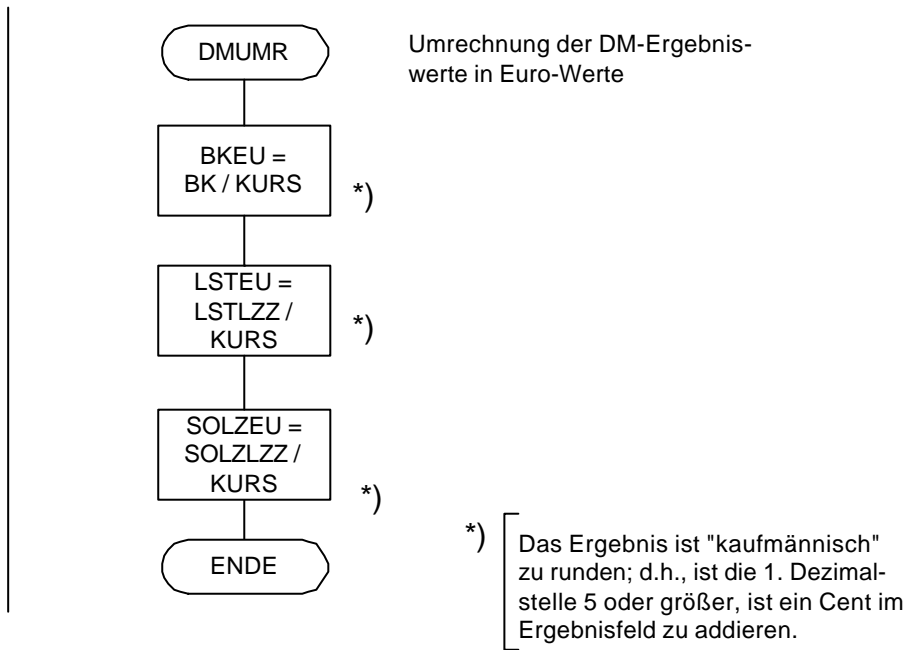 DMUMR
Umrechnung der DM-Ergebnis-
werte in Euro-Werte
BKEU =
BK / KURS
*)
LSTEU =
LSTLZZ /
KURS
*)
SOLZEU =
SOLZLZZ /
KURS
*)
ENDE
*)
Das Ergebnis ist "kaufmännisch"
zu runden; d.h., ist die 1. Dezimal-
stelle 5 oder größer, ist ein Cent im
Ergebnisfeld zu addieren.